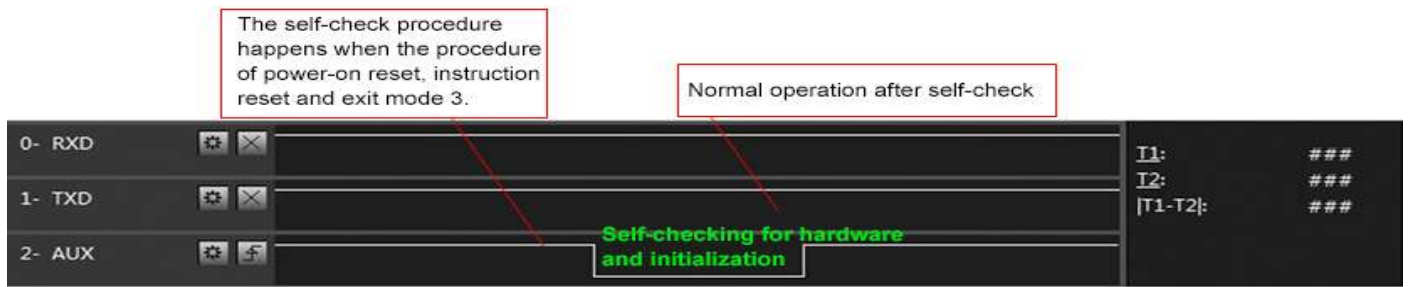 The self-check procedure
happens when the procedure
of power-on reset, instruction
reset and exit mode 3.
Normal operation after self-check
0- RXD
1- TXD
2- AUX
Self-checking for hardware
and initialization
T1: ###
T2: ###
|T1-T2|: ###